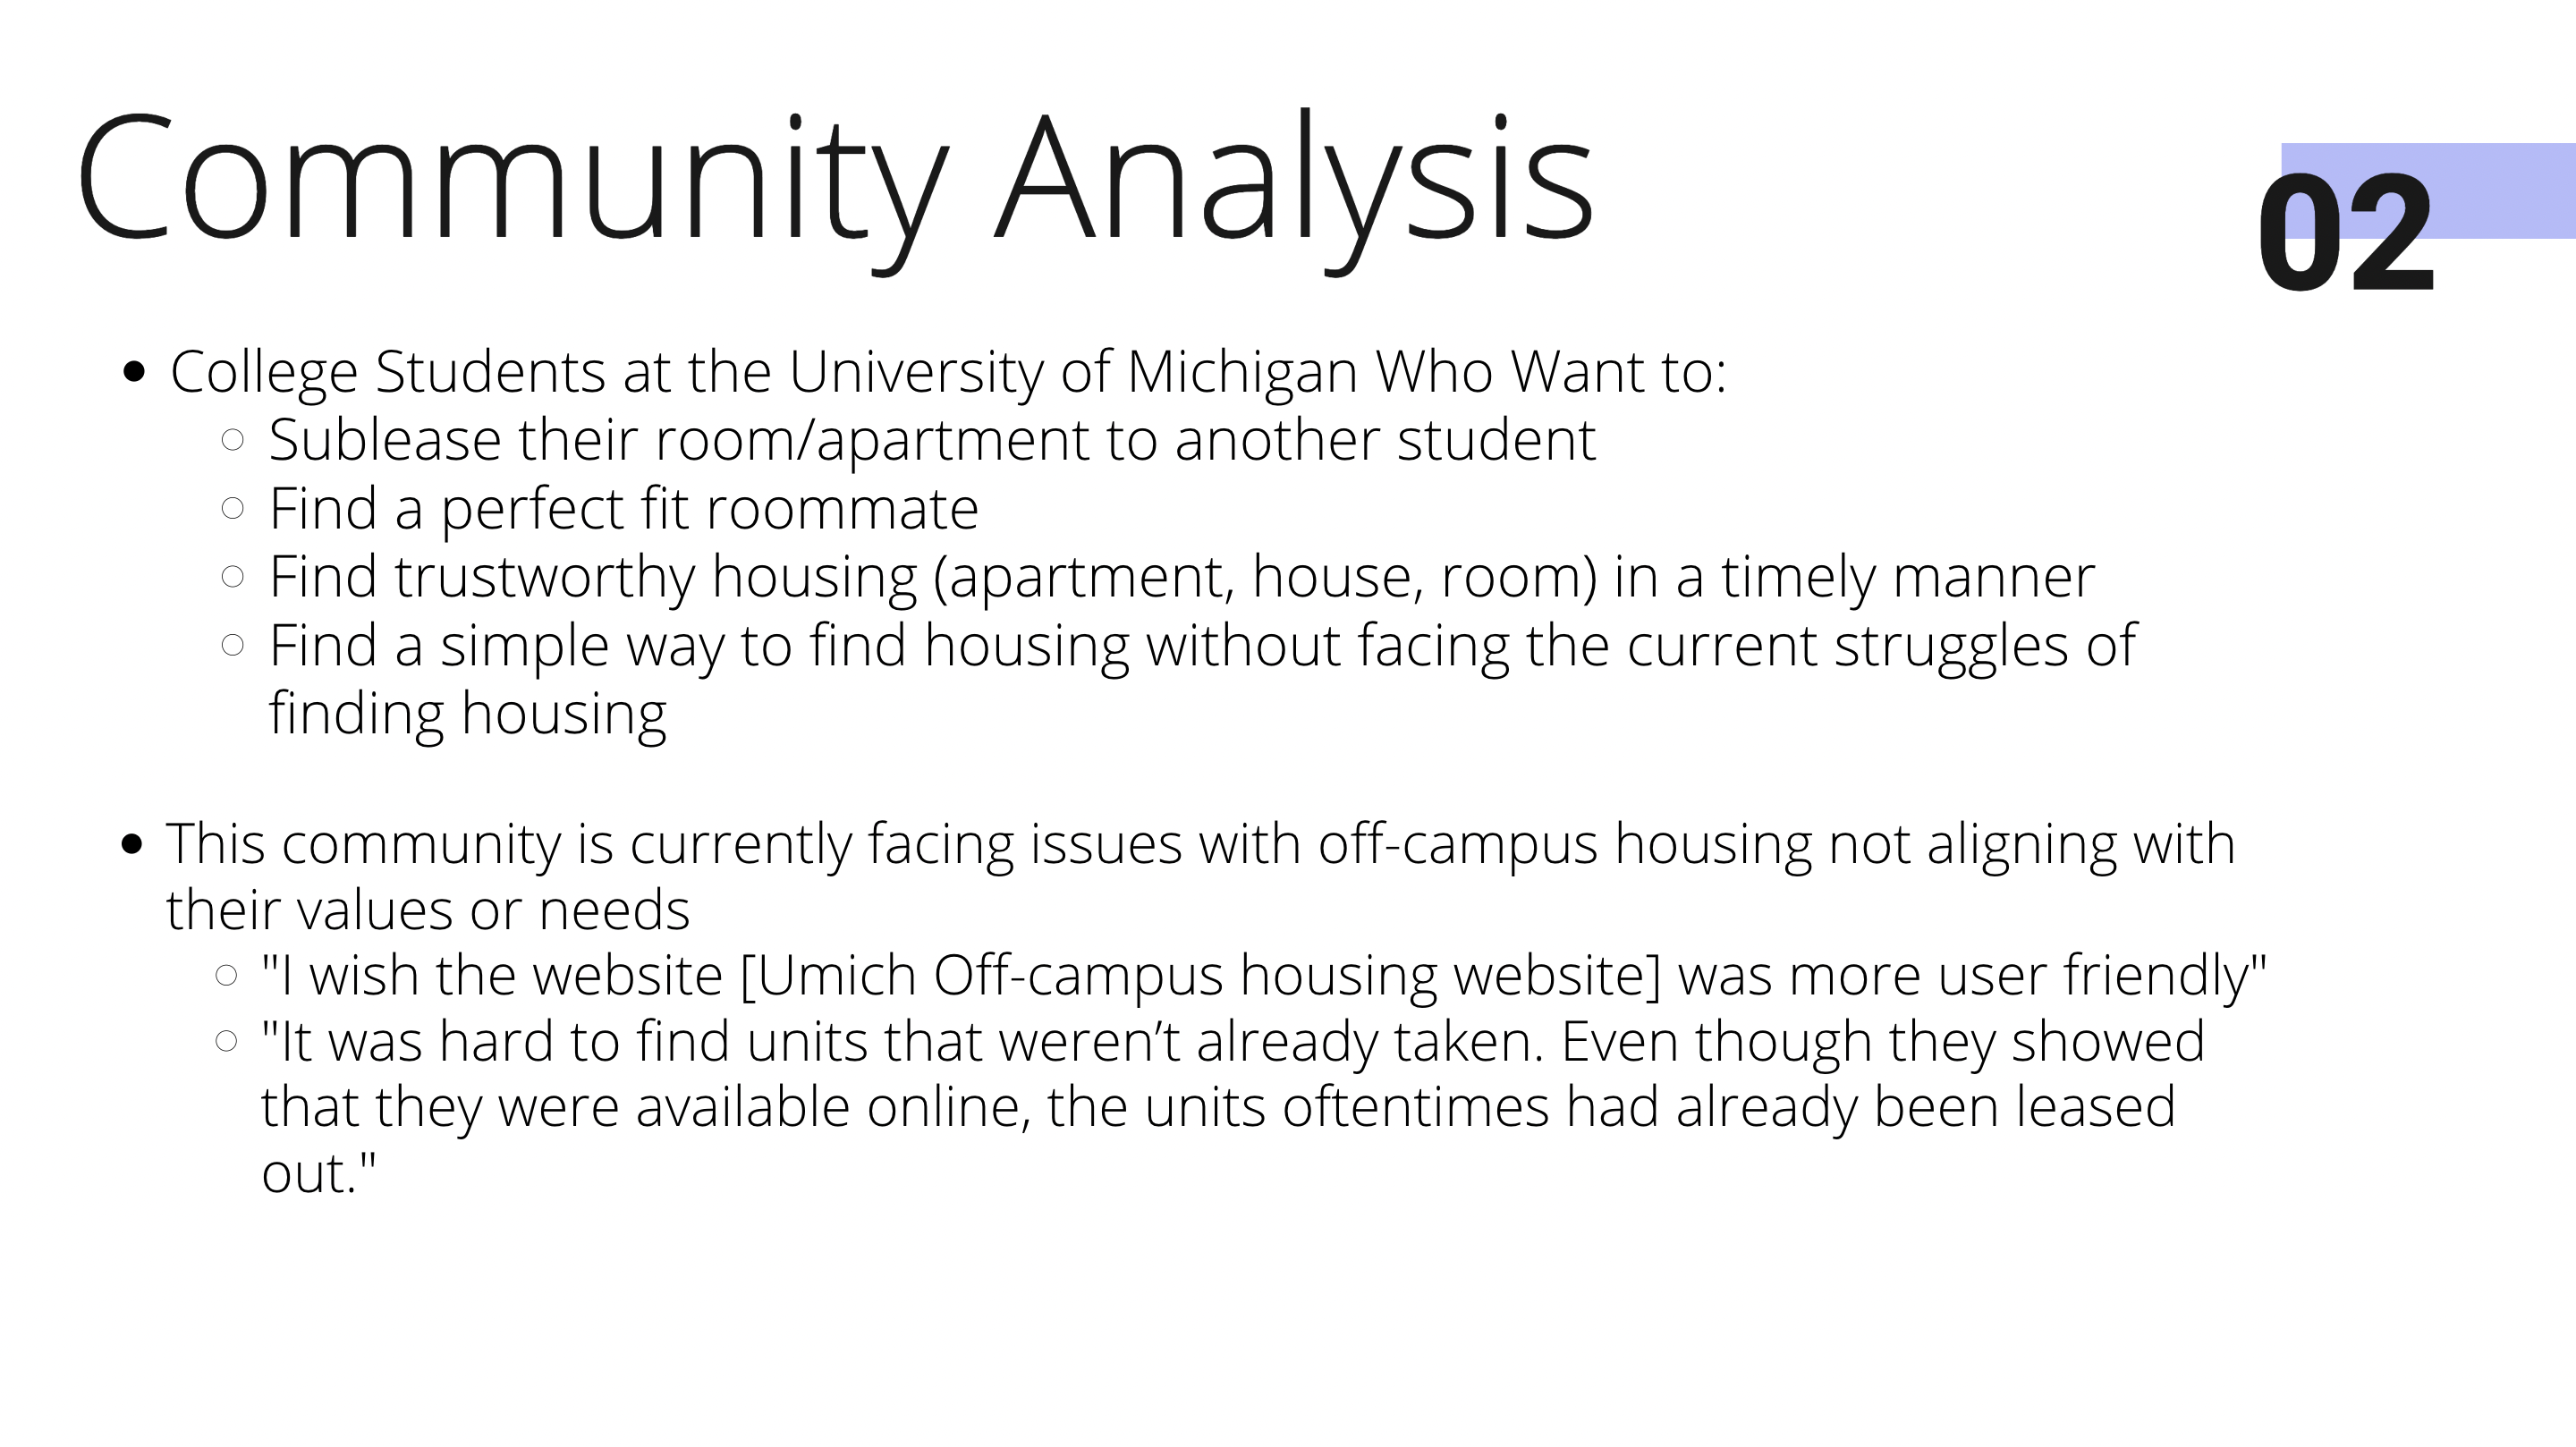 Community Analysis
02
• College Students at the University of Michigan Who Want to:
○ Sublease their room/apartment to another student
○ Find a perfect fit roommate
○ Find trustworthy housing (apartment, house, room) in a timely manner
○ Find a simple way to find housing without facing the current struggles of
finding housing
• This community is currently facing issues with off-campus housing not aligning with
their values or needs
○ "I wish the website [Umich Off-campus housing website] was more user friendly"
○ "It was hard to find units that weren’t already taken. Even though they showed
that they were available online, the units oftentimes had already been leased
out."